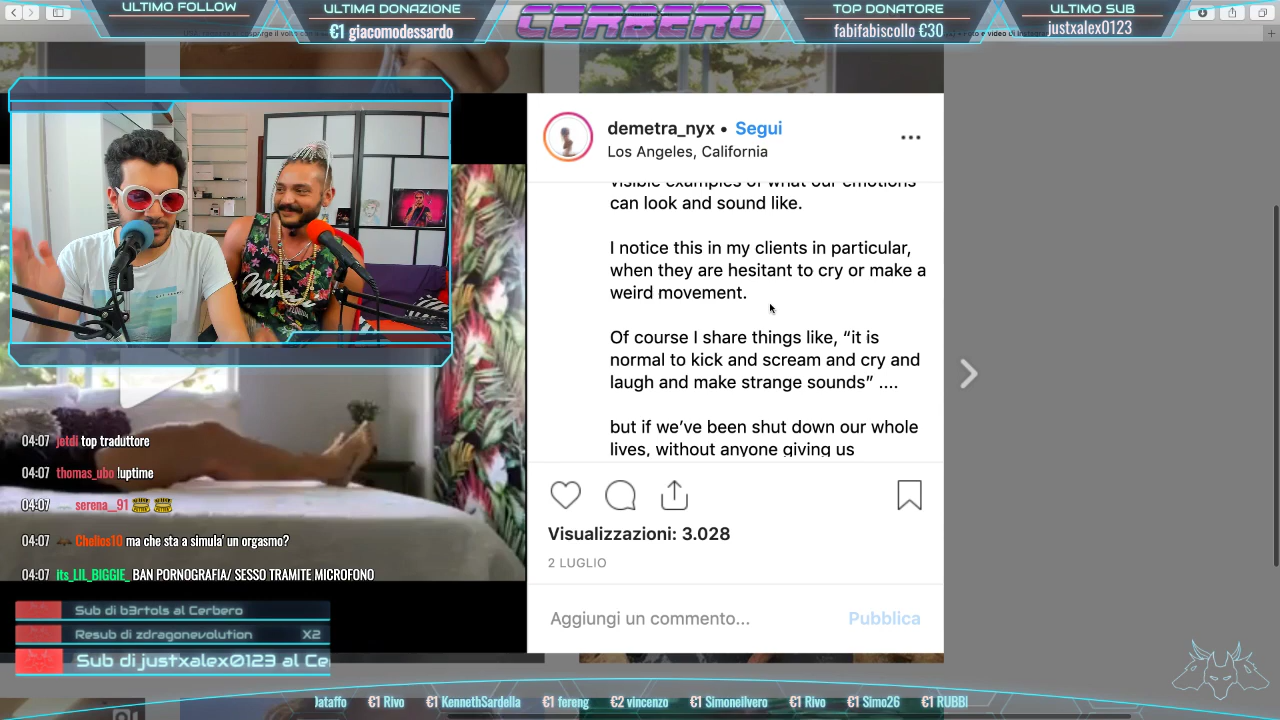 ULTIMO FOLLOW
ULTIMA DONAZIONE
€1 giacomodessardo
CERBERO
TOP DONATORE
fabifabiscollo €30
ULTIMO SUB
justxalex0123
demetra_nyx • Segui
Los Angeles, California
visible examples of what our emotions
can look and sound like.
I notice this in my clients in particular,
when they are hesitant to cry or make a
weird movement.
Of course I share things like, “it is
normal to kick and scream and cry and
laugh and make strange sounds” ....
but if we’ve been shut down our whole
lives, without anyone giving us
Visualizzazioni: 3.028
2 LUGLIO
Aggiungi un commento...
Pubblica
04:07 jotdi top traduttore
04:07 thomas_ubo !uptime
04:07 serena__91
04:07 Chelios10 ma che sta a simula' un orgasmo?
04:07 its_LIL_BIGGIE_ BAN PORNOGRAFIA/ SESSO TRAMITE MICROFONO
Sub di b3rtols al Cerbero
Resub di zdragonevolution X2
Sub di justxalex0123 al Ce
Jataffo €1 Rivo €1 KennethSardella €1 fereng €2 vincenzo €1 Simoneilvero €1 Rivo €1 Simo26 €1 RUBBI